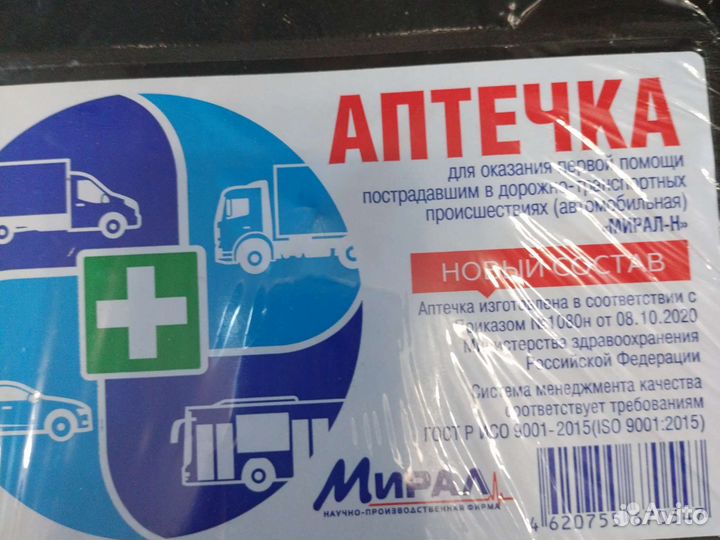 АПТЕЧКА
для оказания первой помощи
пострадавшим в дорожно-транспортных
происшествиях (автомобильная)
«МИРАЛ-Н»
НОВЫЙ СОСТАВ
Аптечка изготовлена в соответствии с
Приказом №1080н от 08.10.2020
Министерства здравоохранения
Российской Федерации
Система менеджмента качества
соответствует требованиям
ГОСТ Р ИСО 9001-2015(ISO 9001:2015)
МИРАЛ
НАУЧНО-ПРОИЗВОДСТВЕННАЯ ФИРМА
Avito